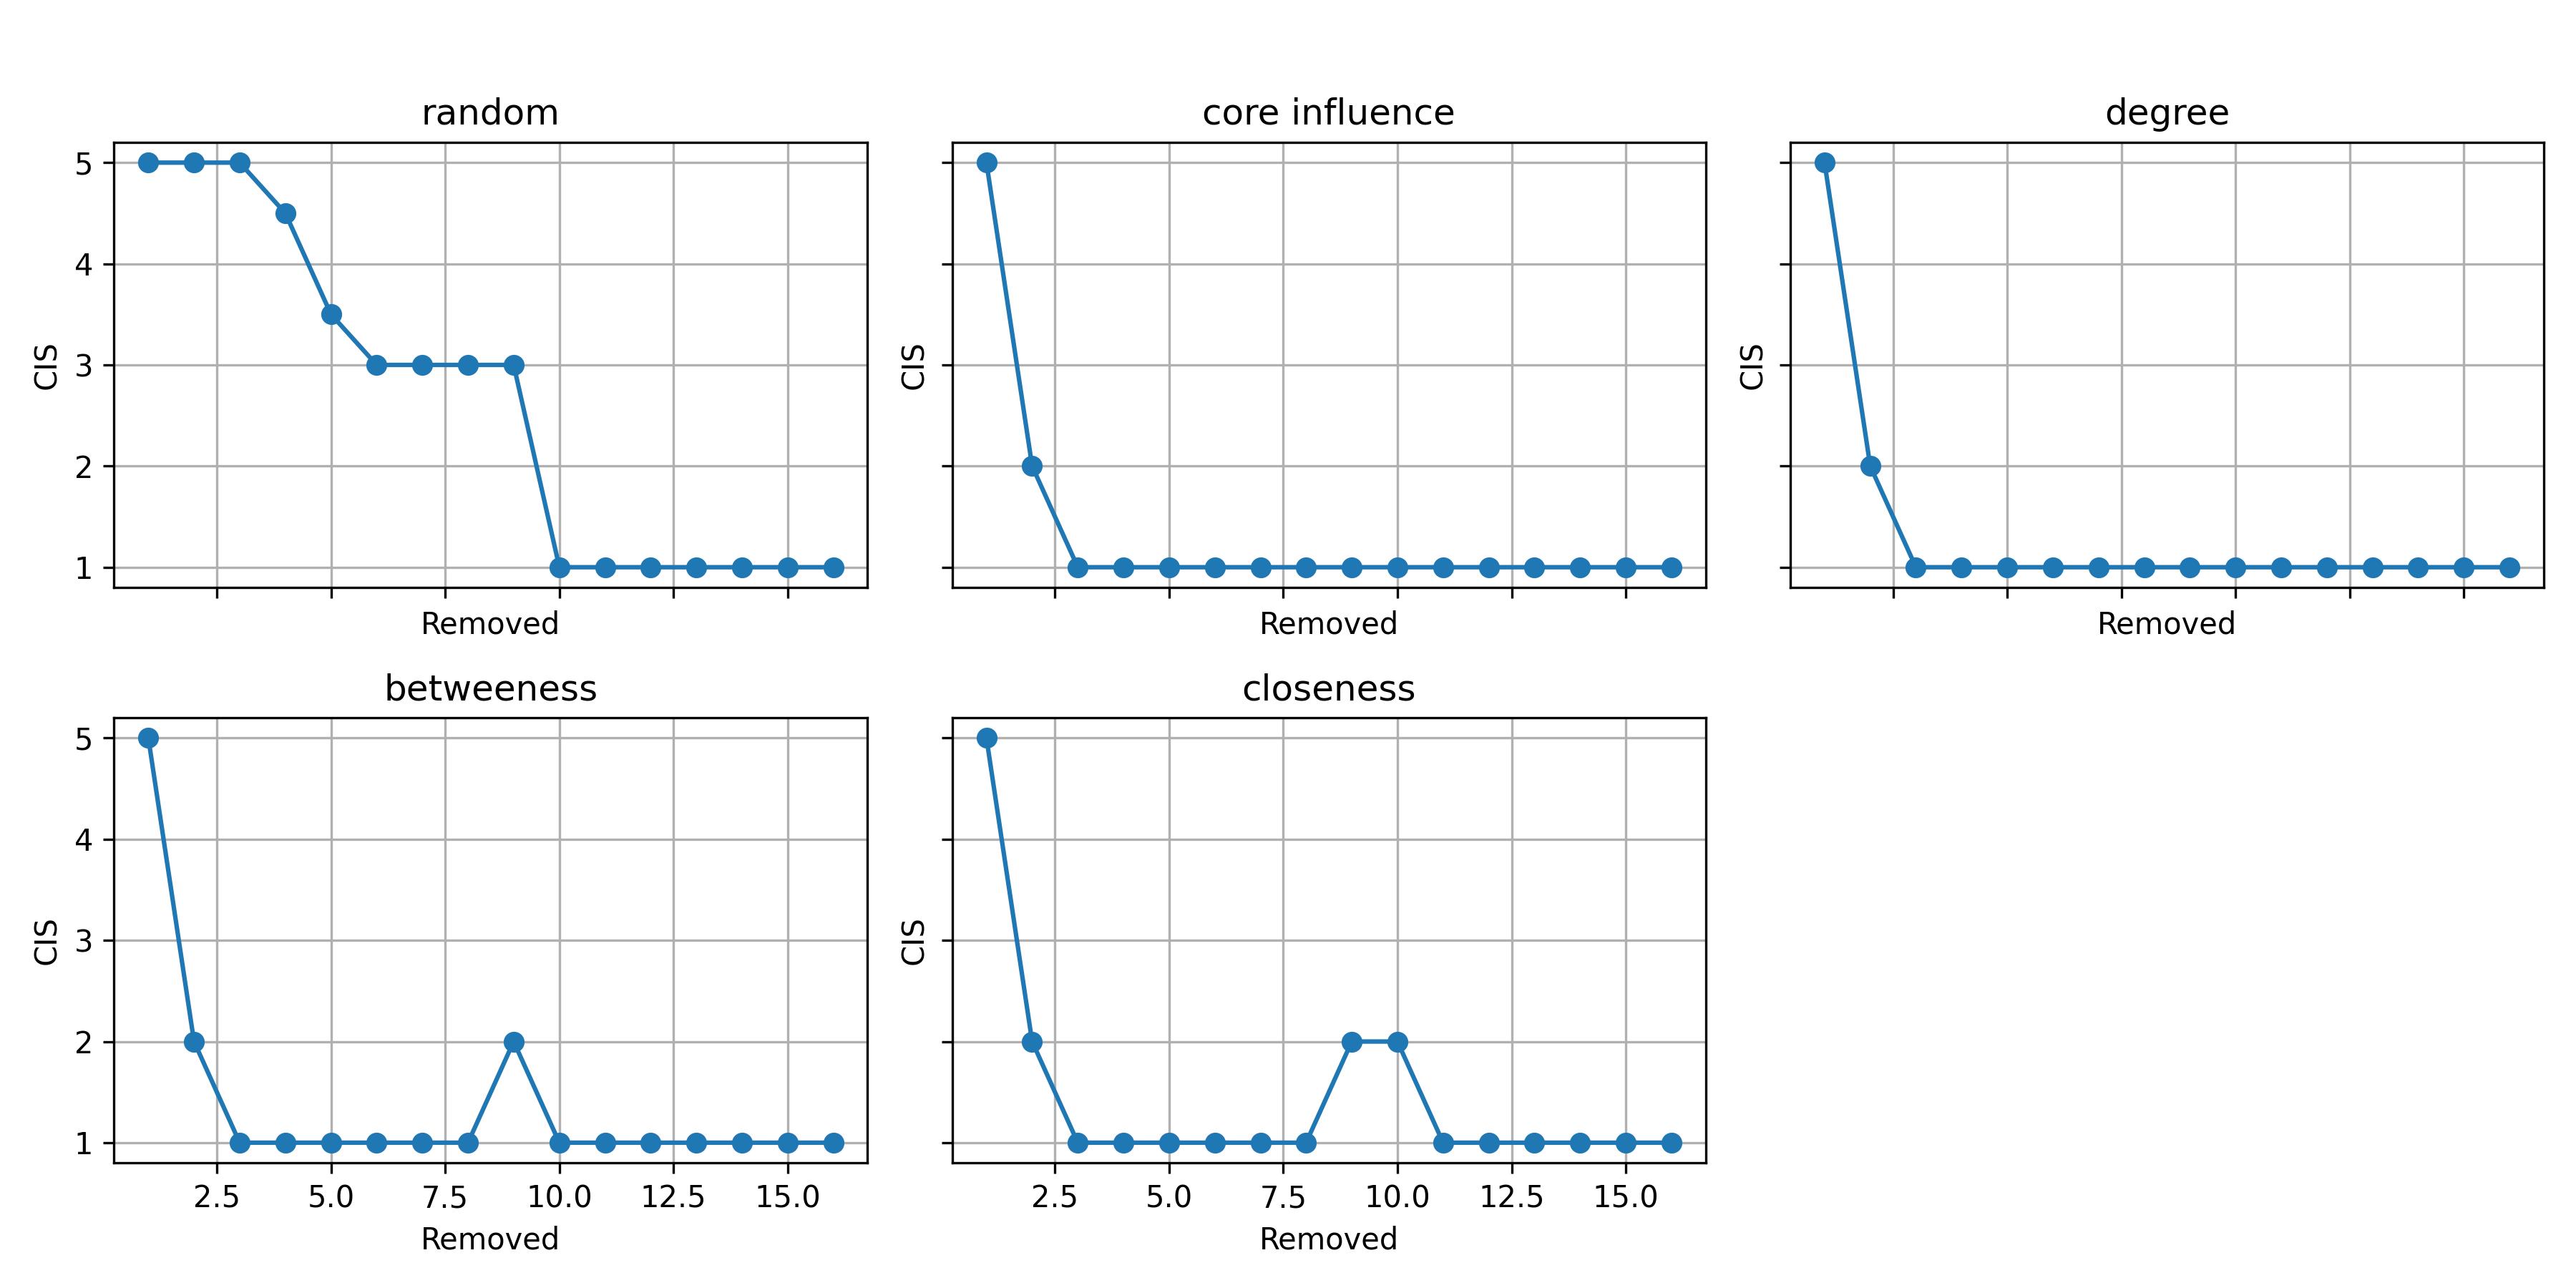 random
core influence
degree
5
4
3
2
1
CIS
CIS
CIS
Removed
Removed
Removed
betweeness
closeness
5
4
3
2
1
CIS
CIS
2.5 5.0 7.5 10.0 12.5 15.0
2.5 5.0 7.5 10.0 12.5 15.0
Removed
Removed